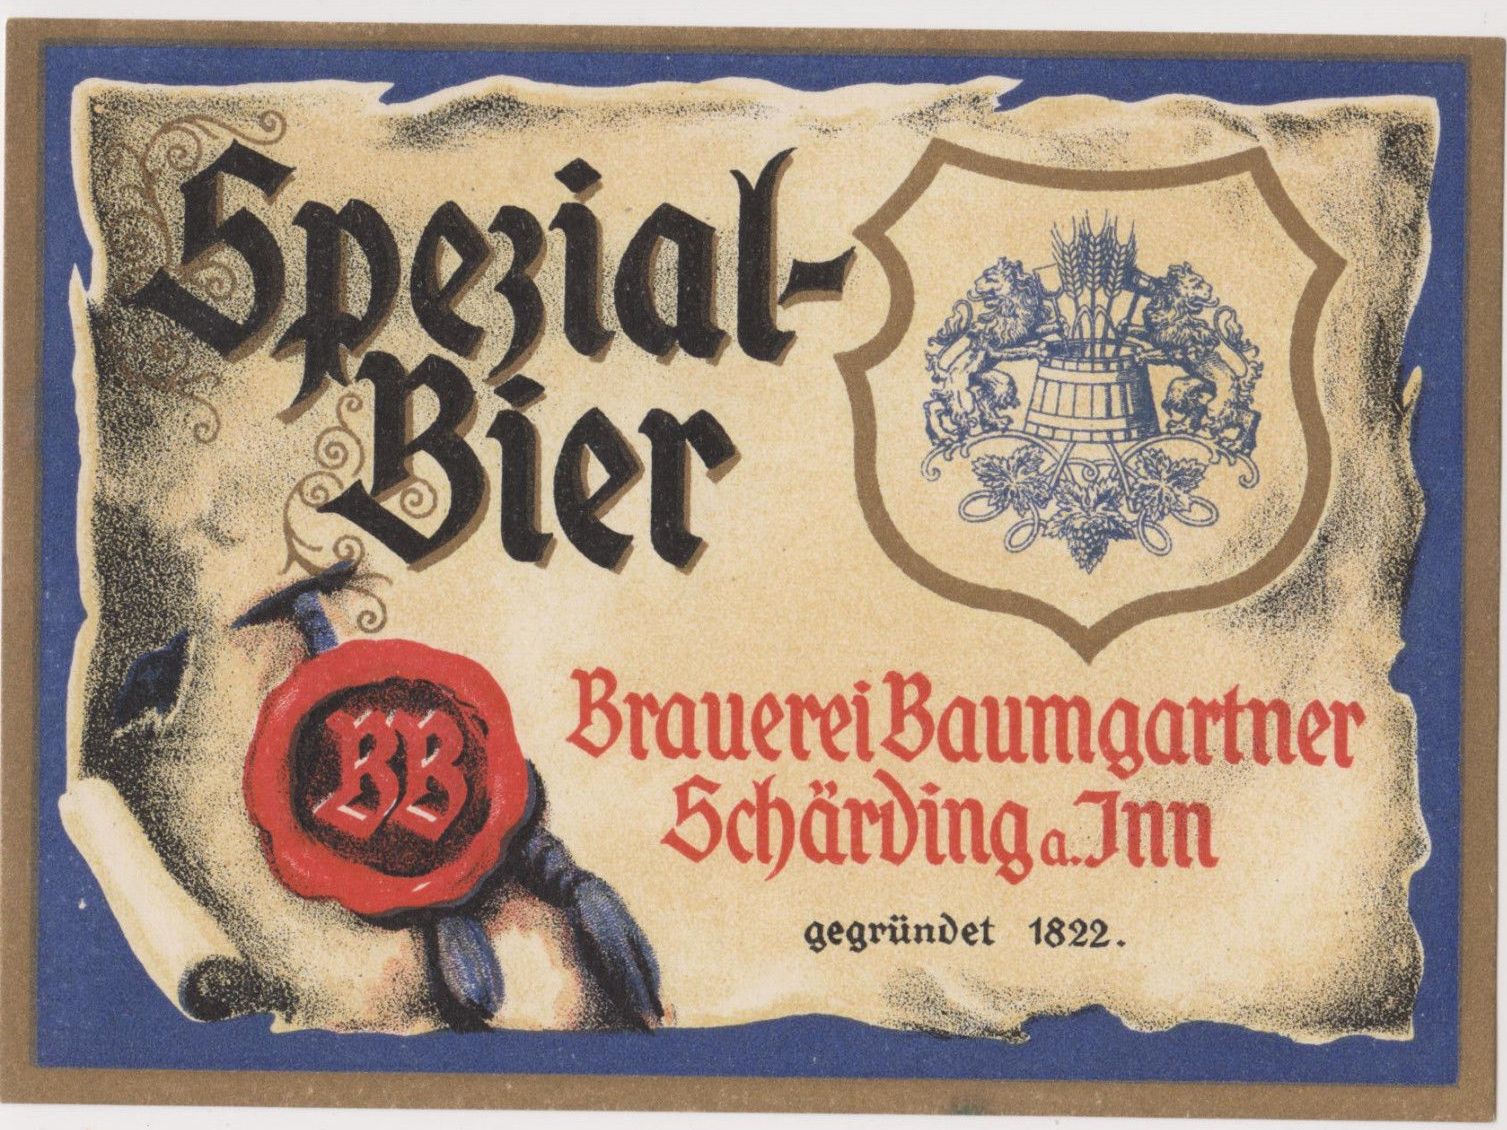 Spezial-
Bier
BB
Brauerei Baumgartner
Schärding a. Inn
gegründet 1822.